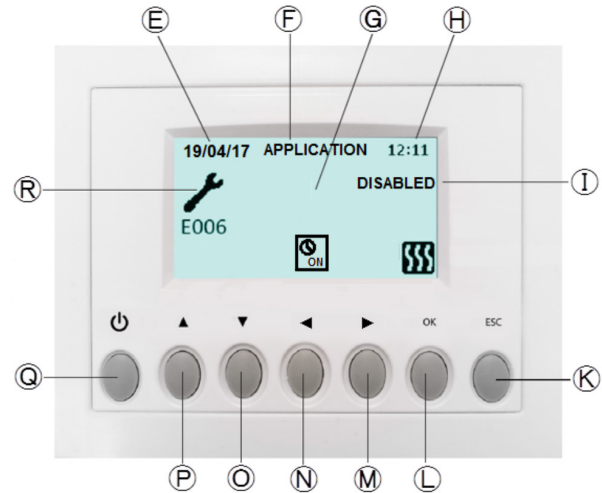 E F G H
19/04/17 APPLICATION 12:11
R DISABLED I
E006
ON
OK ESC
Q K
P O N M L